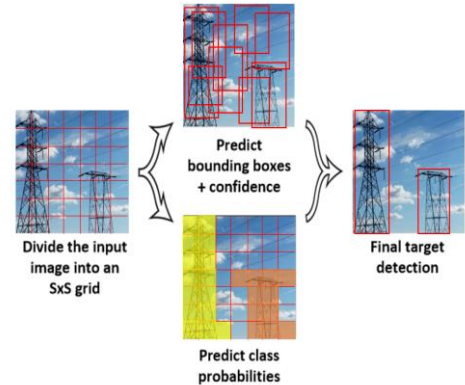 Predict
bounding boxes
+ confidence
Divide the input
image into an
SxS grid
Final target
detection
Predict class
probabilities